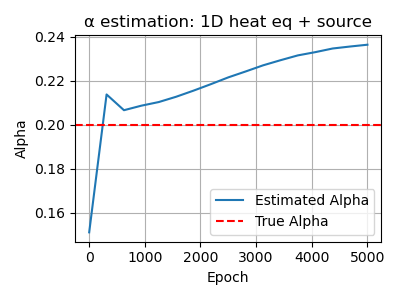 α estimation: 1D heat eq + source
0.24
0.22
0.20
0.18
0.16
Alpha
Estimated Alpha
True Alpha
0 1000 2000 3000 4000 5000
Epoch